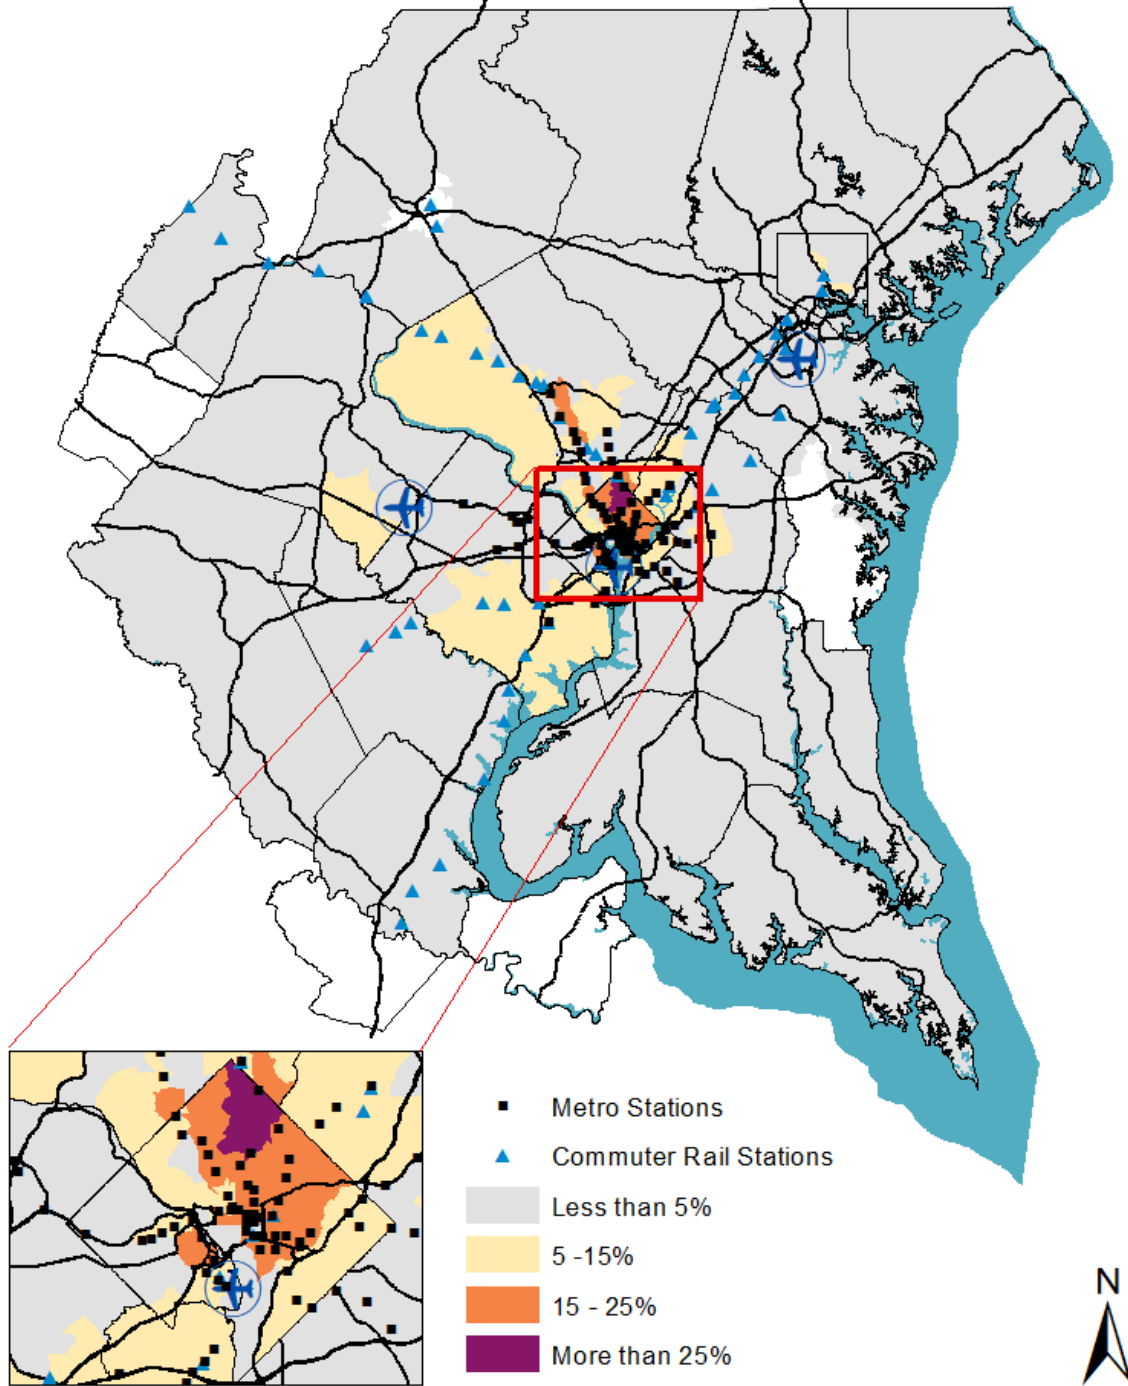 Metro Stations
Commuter Rail Stations
Less than 5%
5 -15%
15 - 25%
More than 25%
N